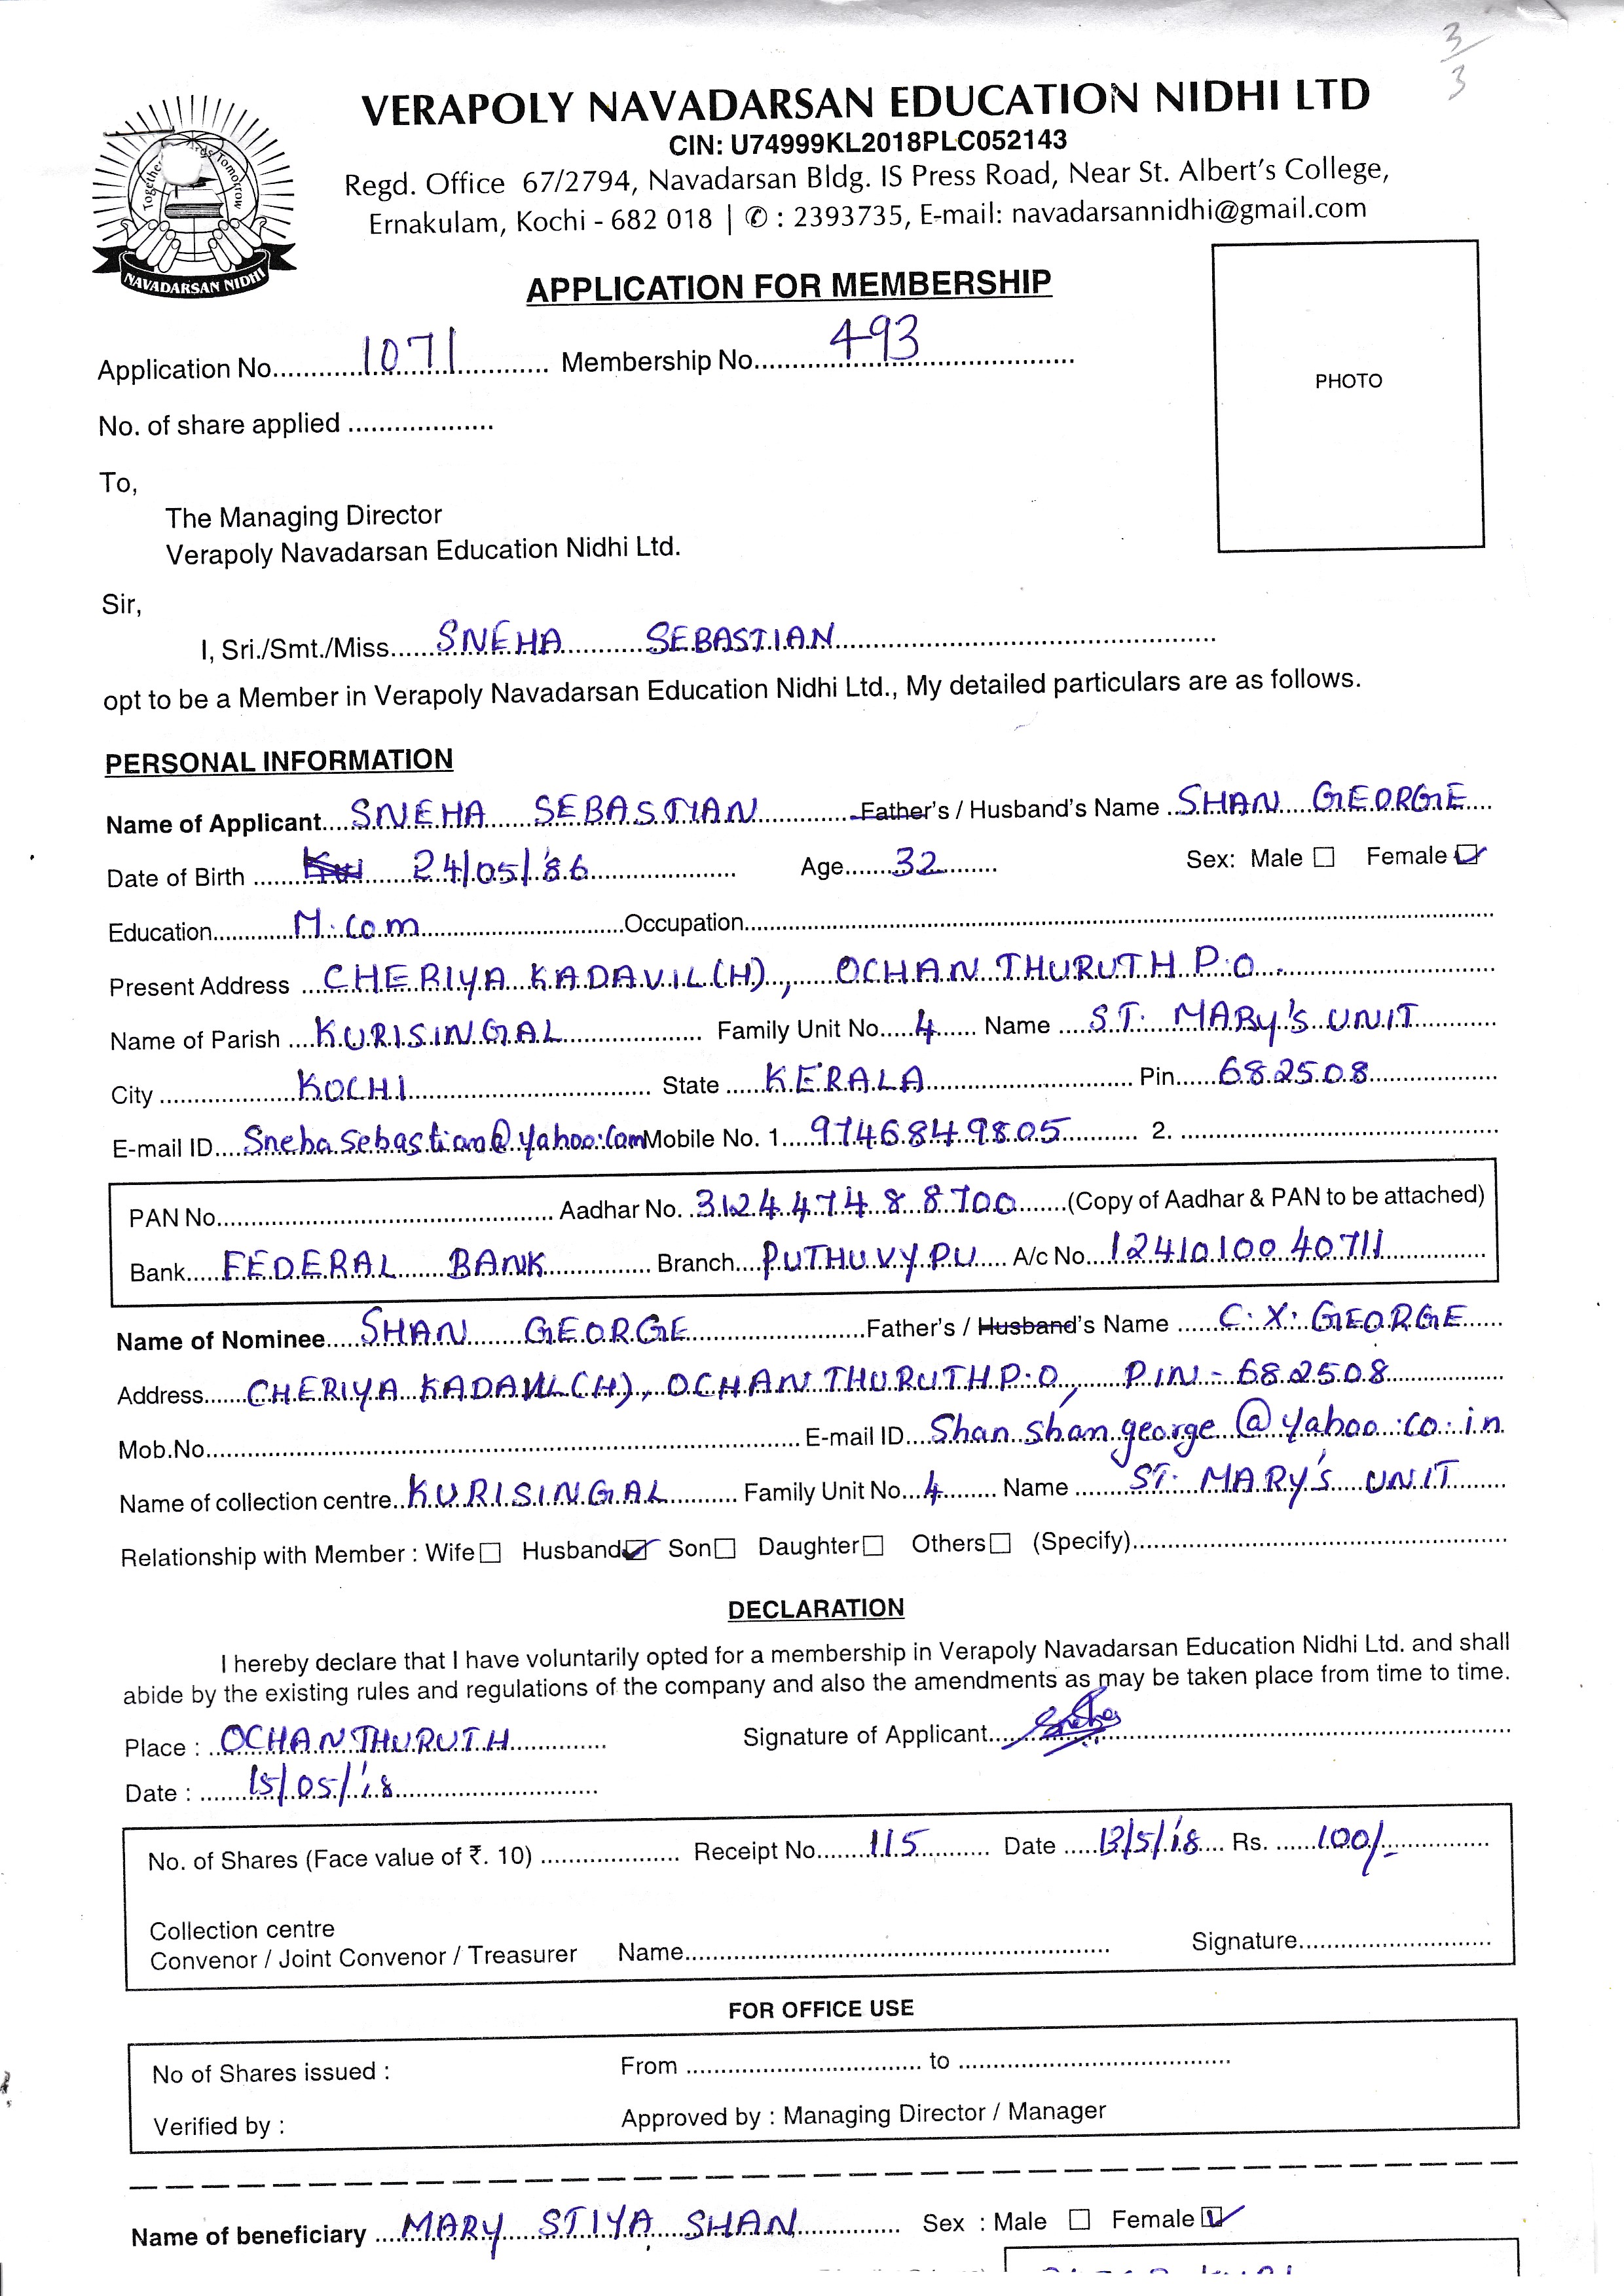 3/3
VERAPOLY NAVADARSAN EDUCATION NIDHI LTD
CIN: U74999KL2018PLC052143
Regd. Office 67/2794, Navadarsan Bldg. IS Press Road, Near St. Albert's College,
Ernakulam, Kochi - 682 018 | ✆ : 2393735, E-mail: navadarsannidhi@gmail.com
Tomorrow
NAVADARSAN NIDHI
APPLICATION FOR MEMBERSHIP
Application No. 1071 Membership No. 493
PHOTO
No. of share applied
To,
The Managing Director
Verapoly Navadarsan Education Nidhi Ltd.
Sir,
I, Sri./Smt./Miss. SNEHA SEBASTIAN
opt to be a Member in Verapoly Navadarsan Education Nidhi Ltd., My detailed particulars are as follows.
PERSONAL INFORMATION
Name of Applicant SNEHA SEBASTIAN Father's / Husband's Name SHAN GEORGE
Date of Birth 24/05/'86 Age 32 Sex: Male ☐ Female ☑
Education M.Com Occupation
Present Address CHERIYA KADAVIL(H), OCHANTHURUTH P.O.
Name of Parish KURISINGAL Family Unit No. 4 Name ST. MARY'S UNIT
City KOCHI State KERALA Pin 682508
E-mail ID Sneha Sebastian@yahoo.com Mobile No. 1. 9746849805 2.
PAN No. Aadhar No. 312447488700 (Copy of Aadhar & PAN to be attached)
Bank FEDERAL BANK Branch PUTHUVYPU A/c No. 12410100 40711
Name of Nominee SHAN GEORGE Father's / Husband's Name C.X. GEORGE
Address CHERIYA KADAVIL(H), OCHANTHURUTH P.O, PIN - 682508
Mob.No. E-mail ID Shan shangeorge@yahoo.co.in
Name of collection centre KURISINGAL Family Unit No. 4 Name ST. MARY'S UNIT
Relationship with Member : Wife ☐ Husband ☑ Son ☐ Daughter ☐ Others ☐ (Specify)
DECLARATION
I hereby declare that I have voluntarily opted for a membership in Verapoly Navadarsan Education Nidhi Ltd. and shall
abide by the existing rules and regulations of the company and also the amendments as may be taken place from time to time.
Place : OCHANTHURUTH Signature of Applicant Sneha
Date : 15/05/'18
No. of Shares (Face value of ₹. 10) Receipt No. 115 Date 13/5/18 Rs. 100/-
Collection centre
Convenor / Joint Convenor / Treasurer Name Signature
FOR OFFICE USE
No of Shares issued : From to
Verified by : Approved by : Managing Director / Manager
Name of beneficiary MARY STIYA SHAN Sex : Male ☐ Female ☑